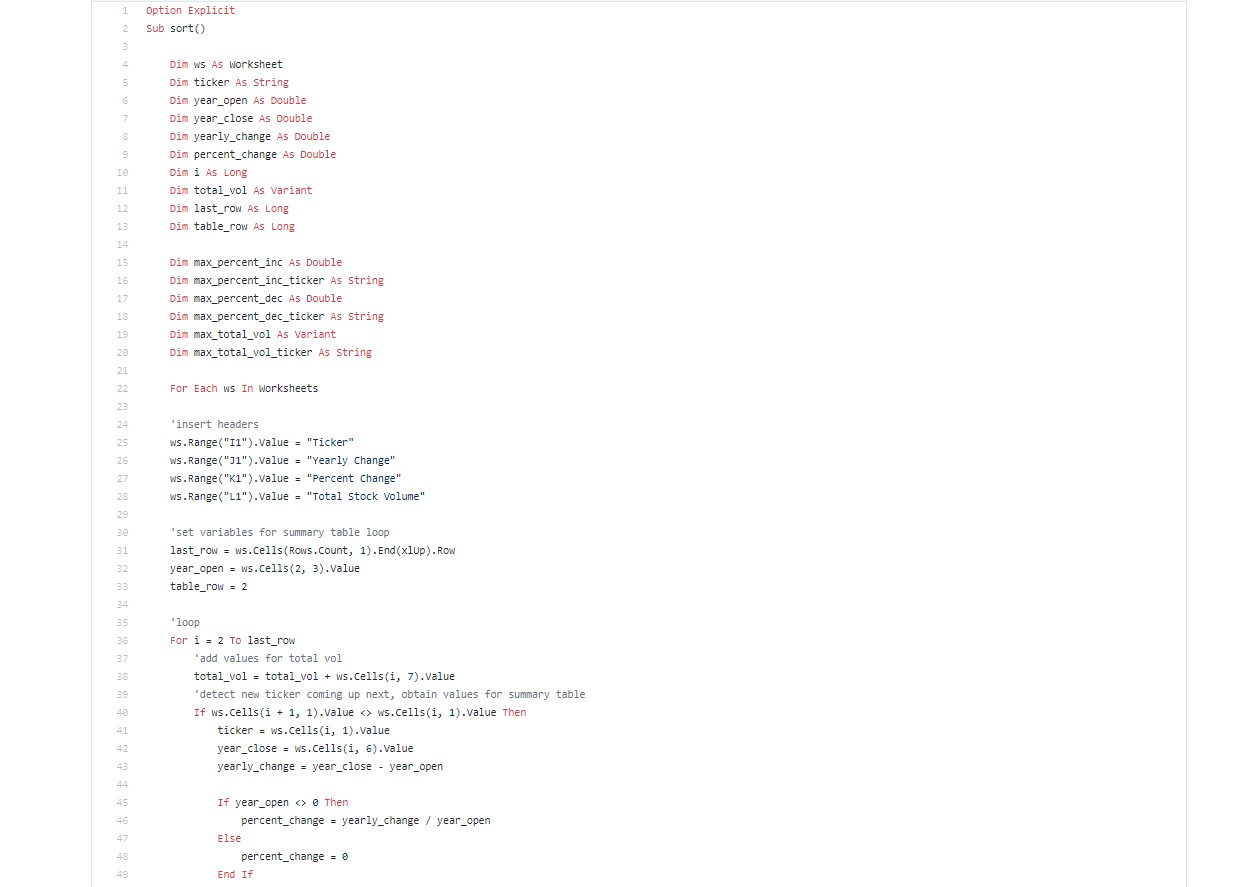 1 Option Explicit
2 Sub sort()
3
4 Dim ws As Worksheet
5 Dim ticker As String
6 Dim year_open As Double
7 Dim year_close As Double
8 Dim yearly_change As Double
9 Dim percent_change As Double
10 Dim i As Long
11 Dim total_vol As Variant
12 Dim last_row As Long
13 Dim table_row As Long
14
15 Dim max_percent_inc As Double
16 Dim max_percent_inc_ticker As String
17 Dim max_percent_dec As Double
18 Dim max_percent_dec_ticker As String
19 Dim max_total_vol As Variant
20 Dim max_total_vol_ticker As String
21
22 For Each ws In Worksheets
23
24 'insert headers
25 ws.Range("I1").Value = "Ticker"
26 ws.Range("J1").Value = "Yearly Change"
27 ws.Range("K1").Value = "Percent Change"
28 ws.Range("L1").Value = "Total Stock Volume"
29
30 'set variables for summary table loop
31 last_row = ws.Cells(Rows.Count, 1).End(xlUp).Row
32 year_open = ws.Cells(2, 3).Value
33 table_row = 2
34
35 'loop
36 For i = 2 To last_row
37 'add values for total vol
38 total_vol = total_vol + ws.Cells(i, 7).Value
39 'detect new ticker coming up next, obtain values for summary table
40 If ws.Cells(i + 1, 1).Value <> ws.Cells(i, 1).Value Then
41 ticker = ws.Cells(i, 1).Value
42 year_close = ws.Cells(i, 6).Value
43 yearly_change = year_close - year_open
44
45 If year_open <> 0 Then
46 percent_change = yearly_change / year_open
47 Else
48 percent_change = 0
49 End If